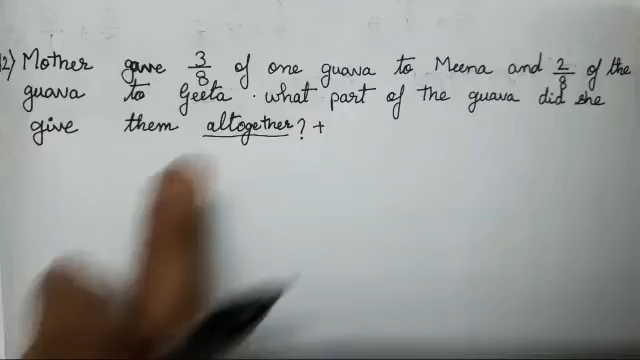 2) Mother gave 3/8 of one guava to Meena and 2/8 of the
guava to Geeta. what part of the guava did she
give them altogether? +